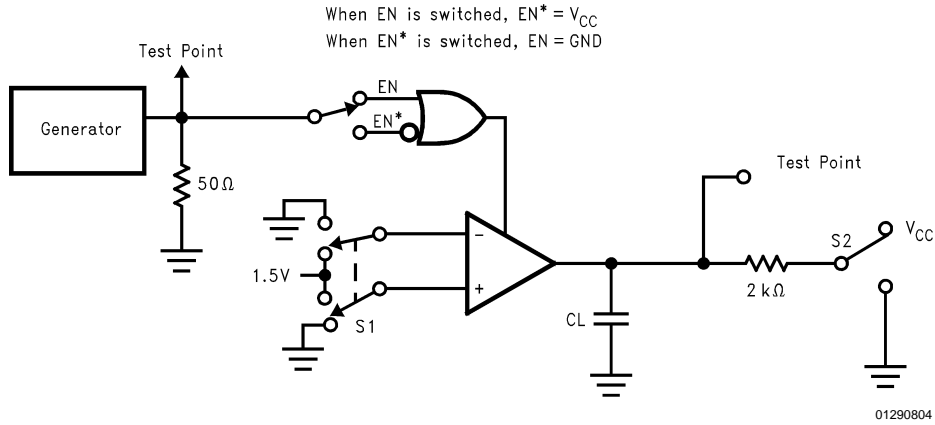 When EN is switched, EN* = VCC
When EN* is switched, EN = GND
Test Point
Generator
EN
EN*
50Ω
Test Point
VCC
S2
2 kΩ
1.5V
-
+
S1
CL
01290804